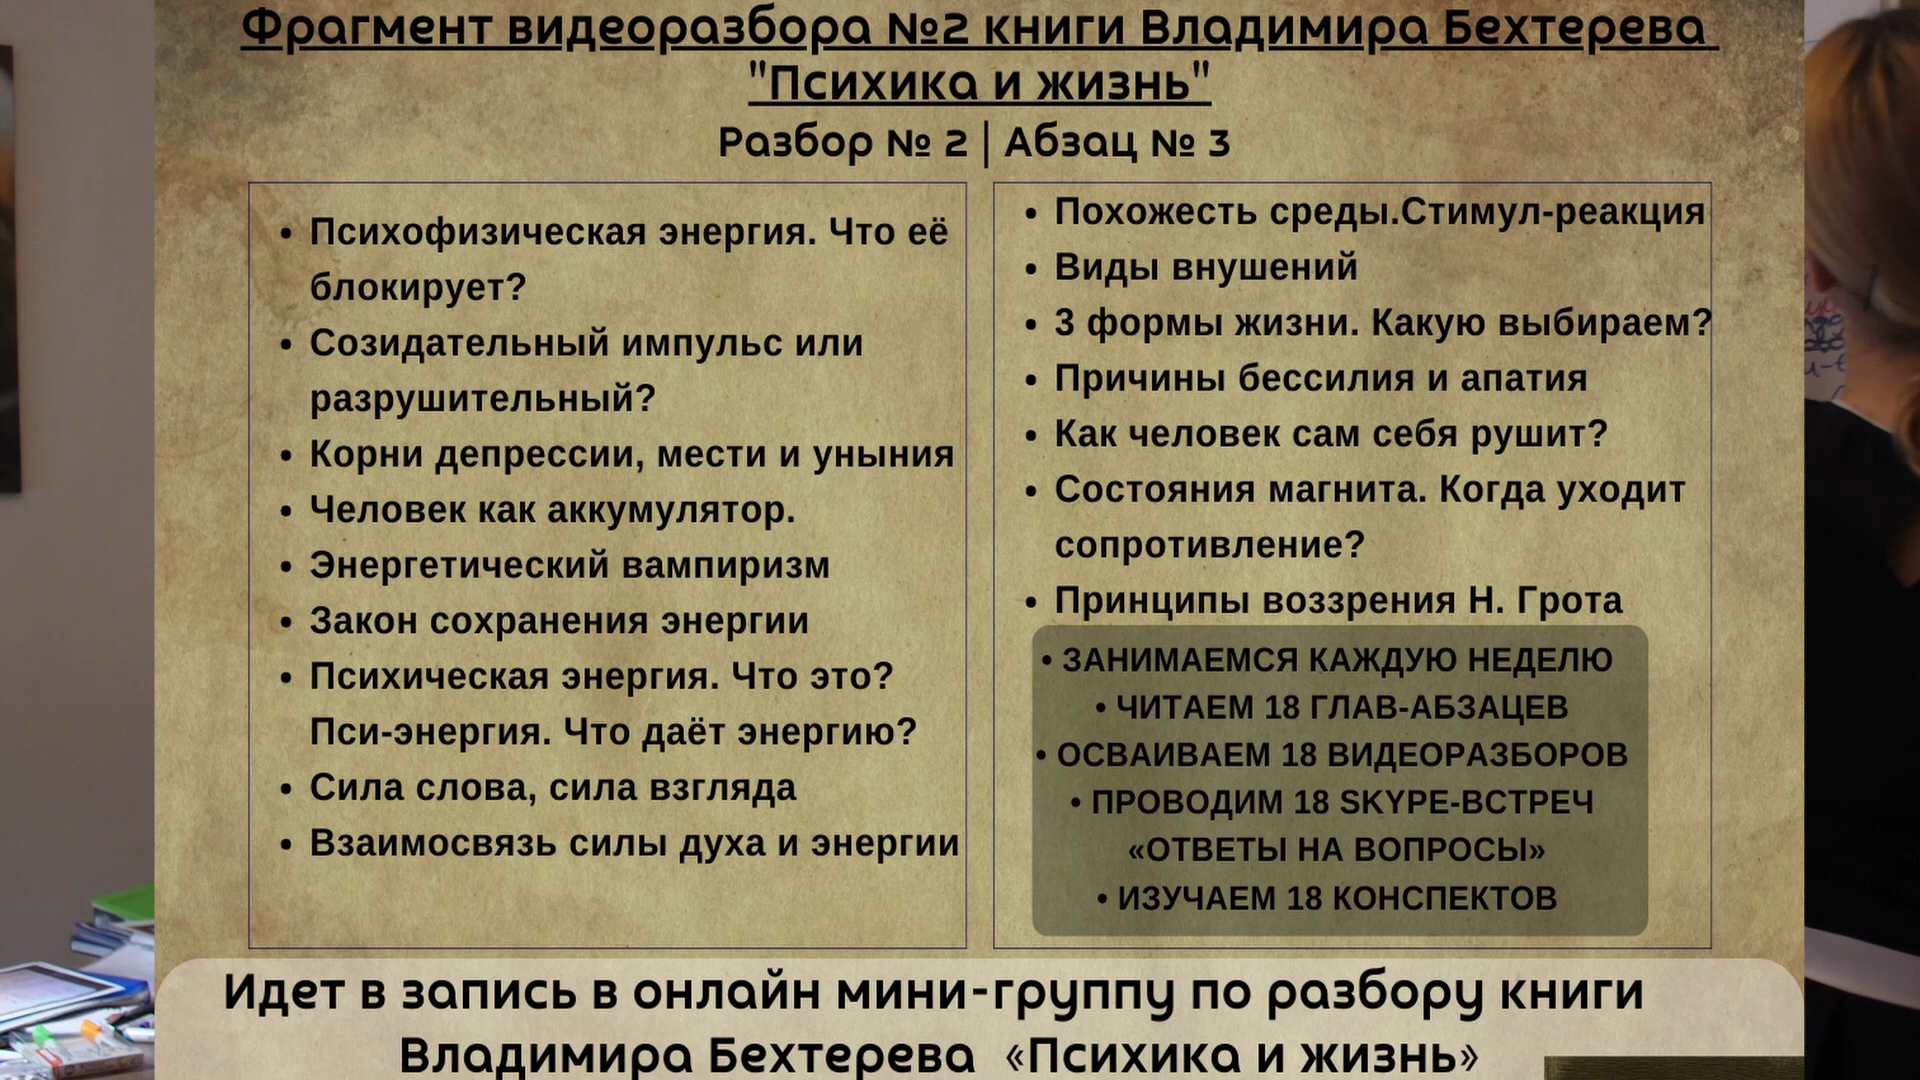 Фрагмент видеоразбора №2 книги Владимира Бехтерева
"Психика и жизнь"
Разбор № 2 | Абзац № 3
• Психофизическая энергия. Что её
блокирует?
• Созидательный импульс или
разрушительный?
• Корни депрессии, мести и уныния
• Человек как аккумулятор.
• Энергетический вампиризм
• Закон сохранения энергии
• Психическая энергия. Что это?
Пси-энергия. Что даёт энергию?
• Сила слова, сила взгляда
• Взаимосвязь силы духа и энергии
• Похожесть среды.Стимул-реакция
• Виды внушений
• 3 формы жизни. Какую выбираем?
• Причины бессилия и апатия
• Как человек сам себя рушит?
• Состояния магнита. Когда уходит
сопротивление?
• Принципы воззрения Н. Грота
• ЗАНИМАЕМСЯ КАЖДУЮ НЕДЕЛЮ
• ЧИТАЕМ 18 ГЛАВ-АБЗАЦЕВ
• ОСВАИВАЕМ 18 ВИДЕОРАЗБОРОВ
• ПРОВОДИМ 18 SKYPE-ВСТРЕЧ
«ОТВЕТЫ НА ВОПРОСЫ»
• ИЗУЧАЕМ 18 КОНСПЕКТОВ
Идет в запись в онлайн мини-группу по разбору книги
Владимира Бехтерева «Психика и жизнь»